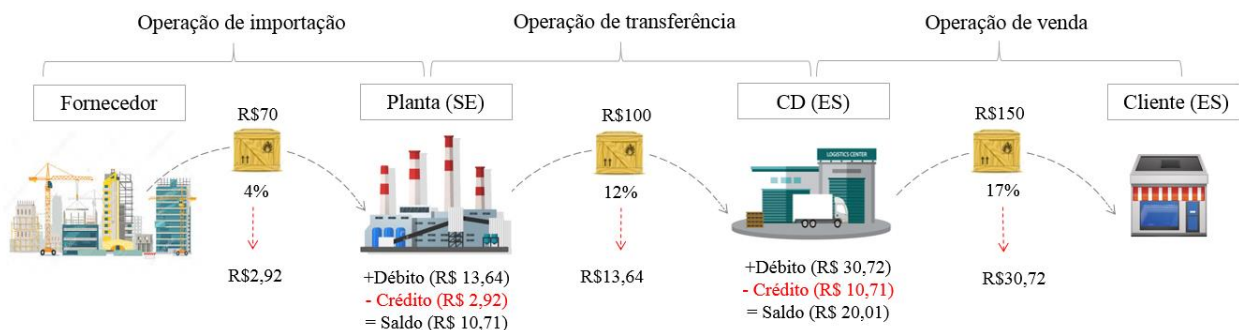 Operação de importação
Operação de transferência
Operação de venda
Fornecedor
Planta (SE)
CD (ES)
Cliente (ES)
R$70
R$100
R$150
LOGISTICS CENTER
4%
12%
17%
R$2,92
R$13,64
R$30,72
+Débito (R$ 13,64)
- Crédito (R$ 2,92)
= Saldo (R$ 10,71)
+Débito (R$ 30,72)
- Crédito (R$ 10,71)
= Saldo (R$ 20,01)